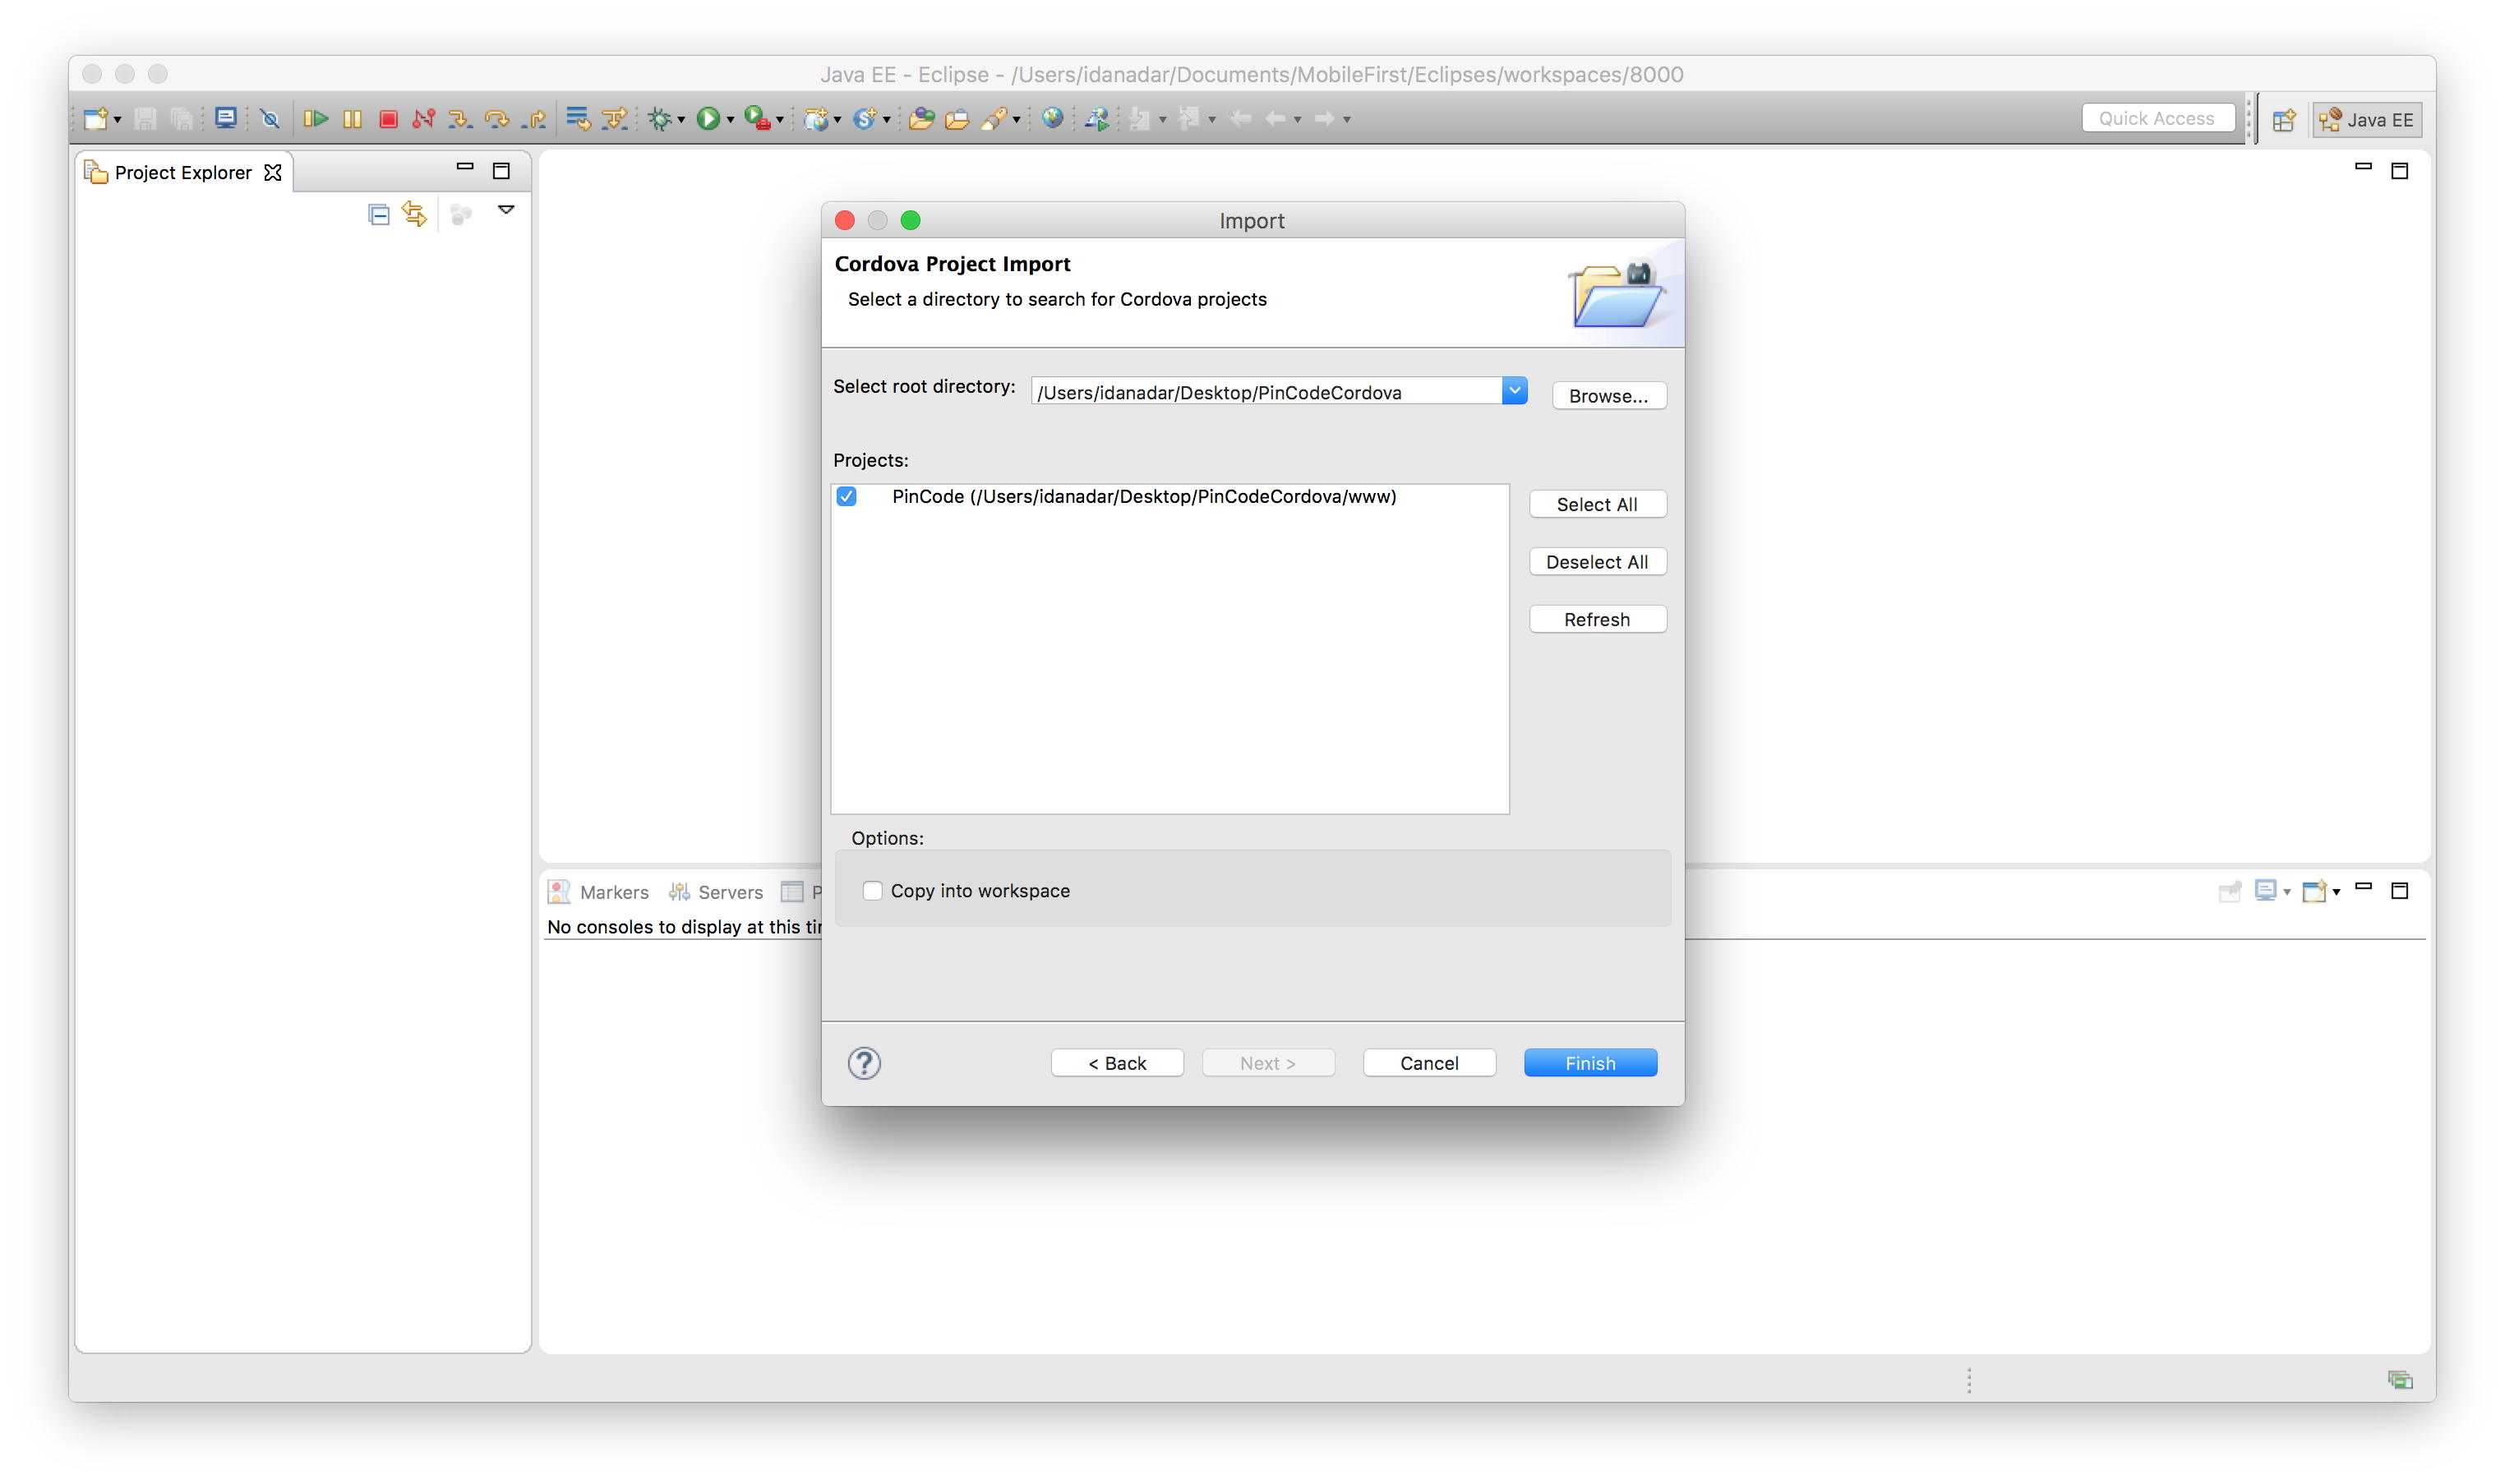 Java EE - Eclipse - /Users/idanadar/Documents/MobileFirst/Eclipses/workspaces/8000
Quick Access
Java EE
Project Explorer
Import
Cordova Project Import
Select a directory to search for Cordova projects
Select root directory:
/Users/idanadar/Desktop/PinCodeCordova
Browse...
Projects:
PinCode (/Users/idanadar/Desktop/PinCodeCordova/www)
Select All
Deselect All
Refresh
Options:
Copy into workspace
Markers
Servers
P
No consoles to display at this
?
< Back
Next >
Cancel
Finish